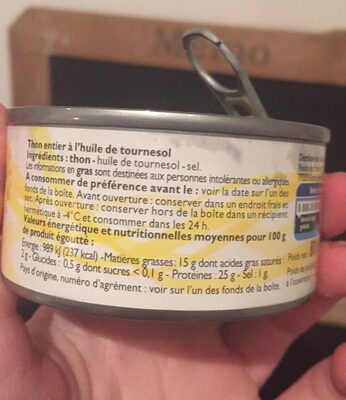 Memo
Thon entier à l'huile de tournesol
Ingrédients : thon - huile de tournesol - sel.
Les informations en gras sont destinées aux personnes intolérantes ou allergiques
A consommer de préférence avant le : voir la date sur l'un des
fonds de la boîte. Avant ouverture : conserver dans un endroit frais et
sec. Après ouverture : conserver hors de la boîte dans un récipient
hermétique à -4°C et consommer dans les 24 h.
Valeurs énergétique et nutritionnelles moyennes pour 100 g
de produit égoutté :
Energie : 989 kJ (237 kcal) - Matières grasses : 15 g dont acides gras saturés :
2 g - Glucides : 0,5 g dont sucres < 0,1 g - Proteines : 25 g - Sel : 1 g.
Pays d'origine, numéro d'agrément : voir sur l'un des fonds de la boîte.